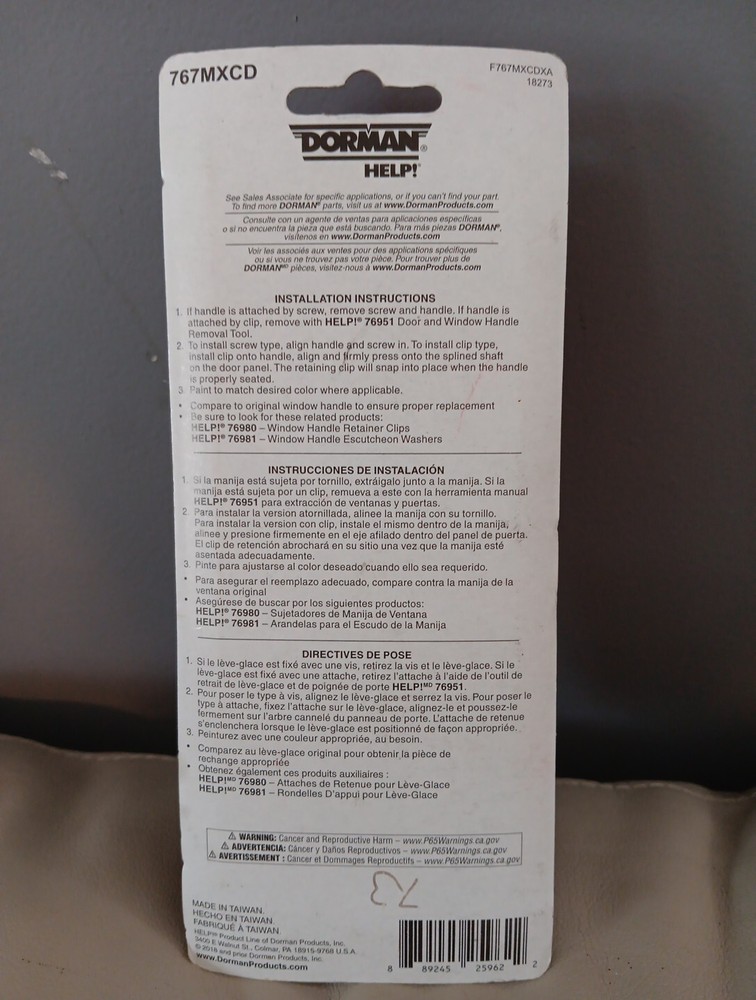 767MXCD
F767MXCDXA
18273
DORMAN®
HELP!®
See Sales Associate for specific applications, or if you can't find your part.
To find more DORMAN® parts, visit us at www.DormanProducts.com
Consulte con un agente de ventas para aplicaciones específicas
o si no encuentra la pieza que está buscando. Para más piezas DORMAN®,
visítenos en www.DormanProducts.com
Voir les associés aux ventes pour des applications spécifiques
ou si vous ne trouvez pas votre pièce. Pour trouver plus de
DORMANMD pièces, visitez-nous à www.DormanProducts.com
INSTALLATION INSTRUCTIONS
1. If handle is attached by screw, remove screw and handle. If handle is
attached by clip, remove with HELP!® 76951 Door and Window Handle
Removal Tool.
2. To install screw type, align handle and screw in. To install clip type,
install clip onto handle, align and firmly press onto the splined shaft
on the door panel. The retaining clip will snap into place when the handle
is properly seated.
3. Paint to match desired color where applicable.
• Compare to original window handle to ensure proper replacement
• Be sure to look for these related products:
HELP!® 76980 – Window Handle Retainer Clips
HELP!® 76981 – Window Handle Escutcheon Washers
INSTRUCCIONES DE INSTALACIÓN
1. Si la manija está sujeta por tornillo, extráigalo junto a la manija. Si la
manija está sujeta por un clip, remueva a este con la herramienta manual
HELP!® 76951 para extracción de ventanas y puertas.
2. Para instalar la version atornillada, alinee la manija con su tornillo.
Para instalar la version con clip, instale el mismo dentro de la manija,
alinee y presione firmemente en el eje afilado dentro del panel de puerta.
El clip de retención abrochará en su sitio una vez que la manija esté
asentada adecuadamente.
3. Pinte para ajustarse al color deseado cuando ello sea requerido.
• Para asegurar el reemplazo adecuado, compare contra la manija de la
ventana original
• Asegúrese de buscar por los siguientes productos:
HELP!® 76980 – Sujetadores de Manija de Ventana
HELP!® 76981 – Arandelas para el Escudo de la Manija
DIRECTIVES DE POSE
1. Si le lève-glace est fixé avec une vis, retirez la vis et le lève-glace. Si le
lève-glace est fixé avec une attache, retirez l'attache à l'aide de l'outil de
retrait de lève-glace et de poignée de porte HELP!MD 76951.
2. Pour poser le type à vis, alignez le lève-glace et serrez la vis. Pour poser le
type à attache, fixez l'attache sur le lève-glace, alignez-le et poussez-le
fermement sur l'arbre cannelé du panneau de porte. L'attache de retenue
s'enclenchera lorsque le lève-glace est positionné de façon appropriée.
3. Peinturez avec une couleur appropriée, au besoin.
• Comparez au lève-glace original pour obtenir la pièce de
rechange appropriée
• Obtenez également ces produits auxiliaires :
HELP!MD 76980 – Attaches de Retenue pour Lève-Glace
HELP!MD 76981 – Rondelles D'appui pour Lève-Glace
⚠ WARNING: Cancer and Reproductive Harm – www.P65Warnings.ca.gov
⚠ ADVERTENCIA: Cáncer y Daños Reproductivos – www.P65Warnings.ca.gov
⚠ AVERTISSEMENT : Cancer et Dommages Reproductifs – www.P65Warnings.ca.gov
73
MADE IN TAIWAN.
HECHO EN TAIWAN.
FABRIQUÉ À TAIWAN.
HELP!® Product Line of Dorman Products, Inc.
3400 E Walnut St., Colmar, PA 18915-9768 U.S.A.
© 2018 and prior Dorman Products, Inc.
www.DormanProducts.com
8 89245 25962 2